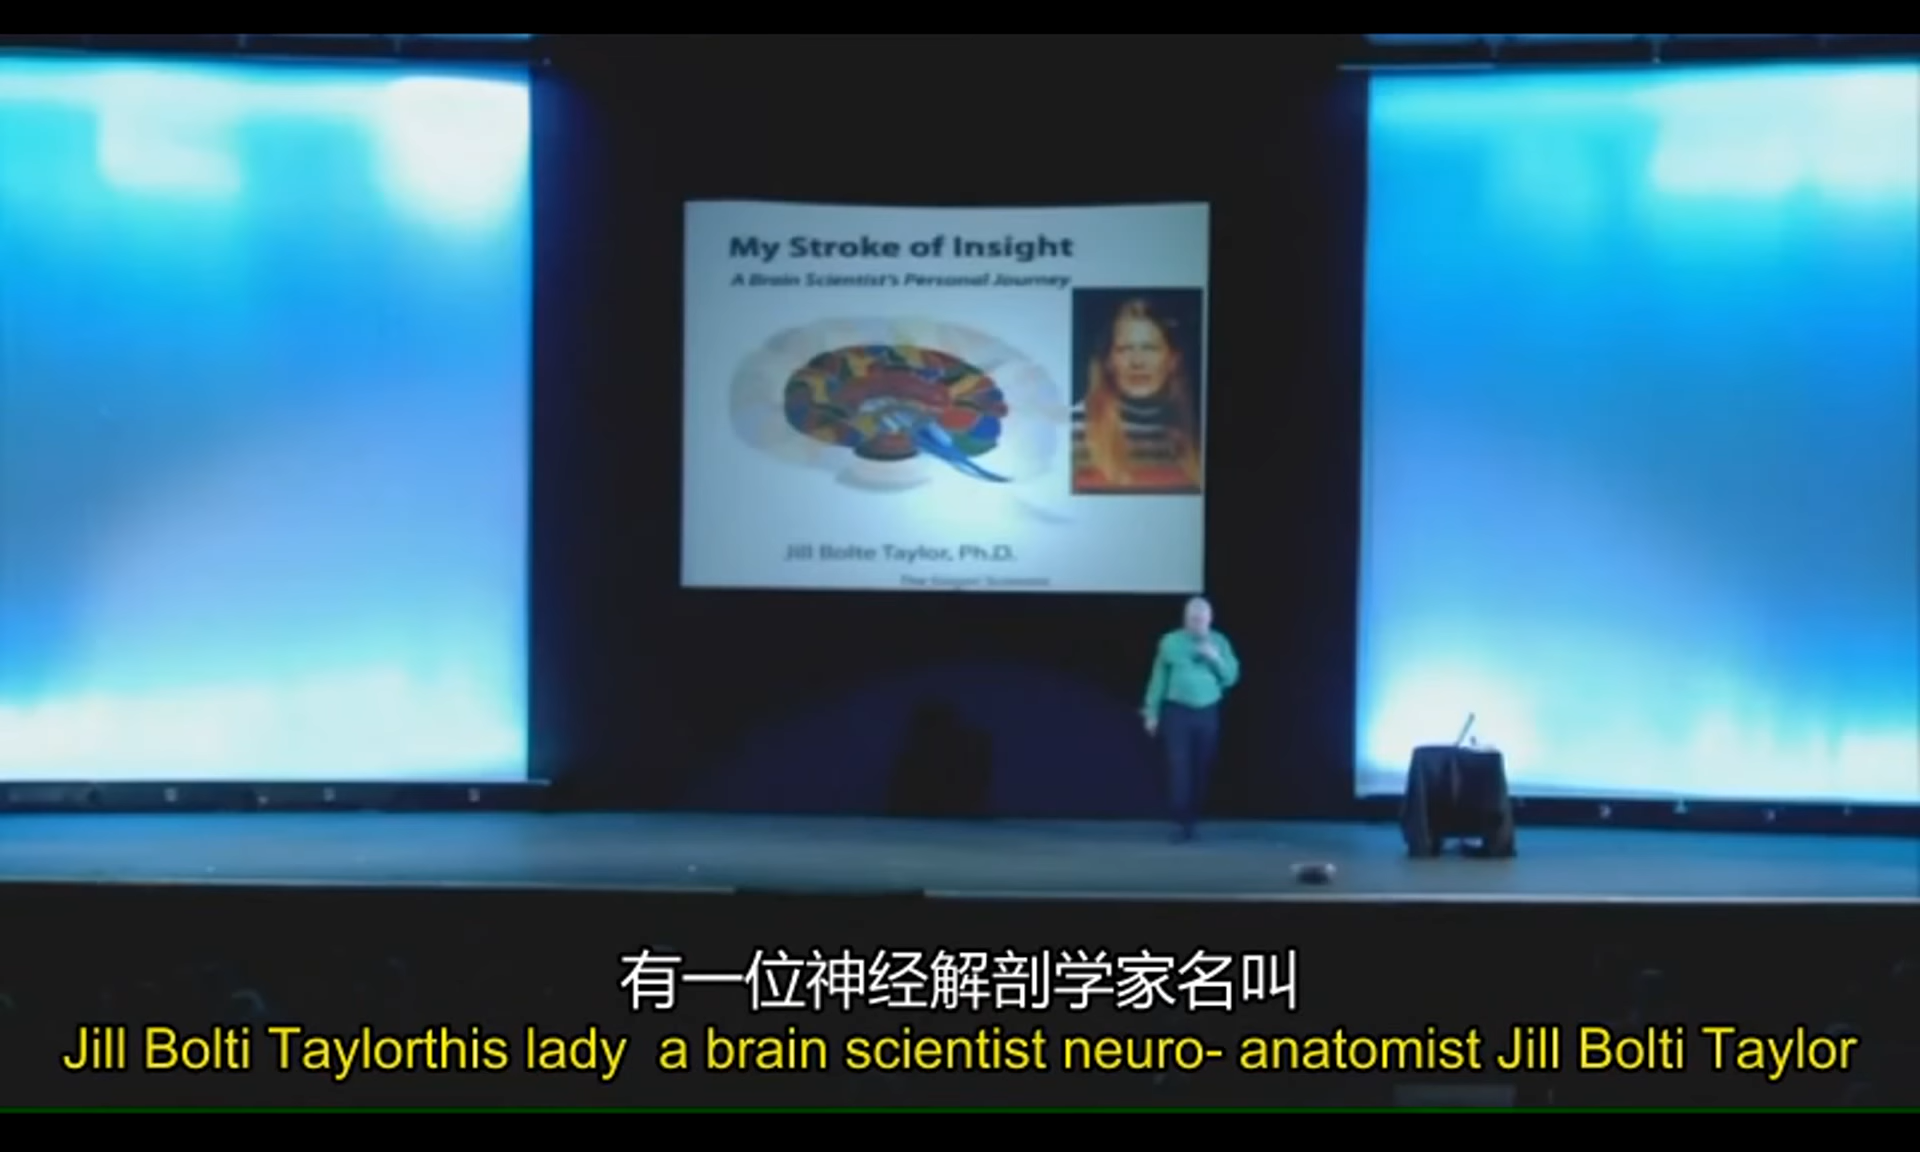 My Stroke of Insight
A Brain Scientist's Personal Journey
Jill Bolte Taylor, Ph.D.
有一位神经解剖学家名叫
Jill Bolti Taylorthis lady  a brain scientist neuro- anatomist Jill Bolti Taylor